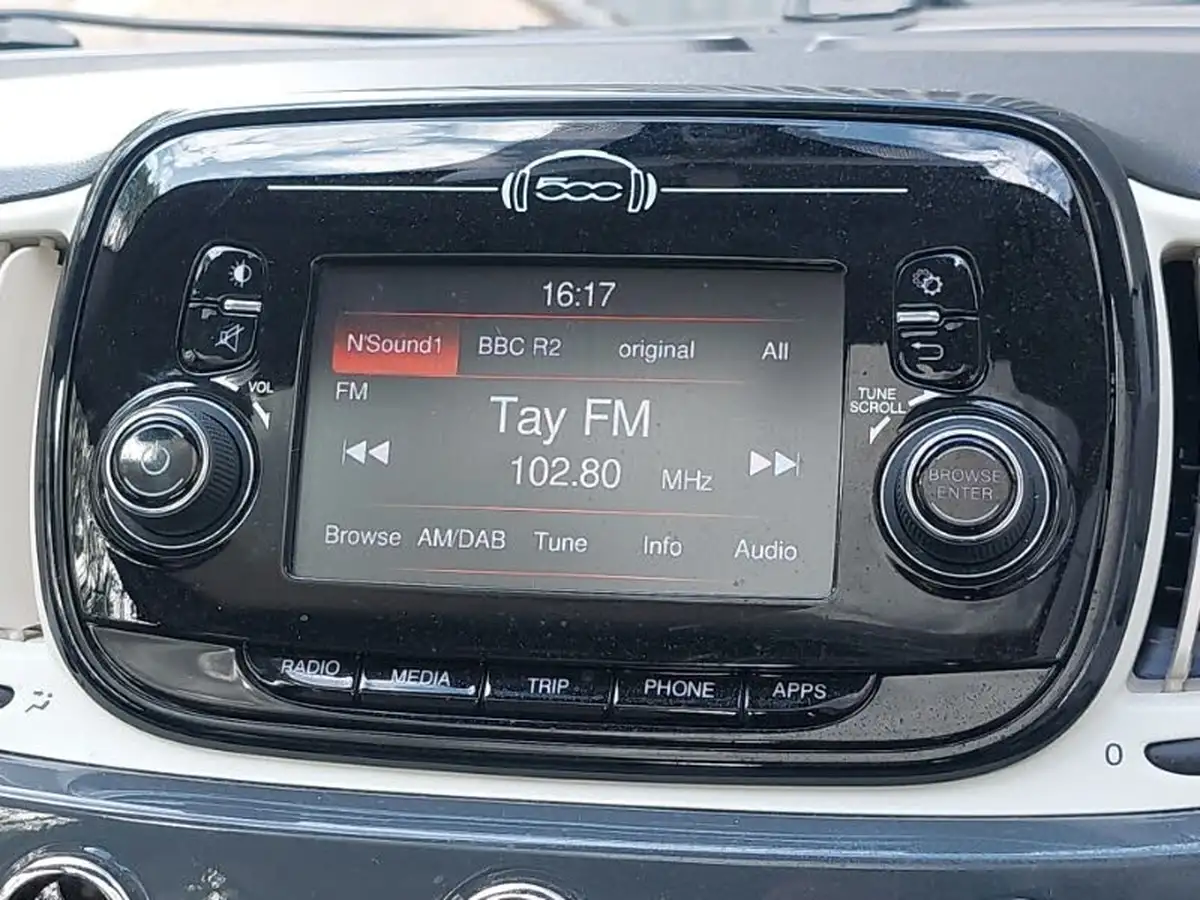 500
16:17
N'Sound1 BBC R2 original All
FM
Tay FM
102.80 MHz
Browse AM/DAB Tune Info Audio
VOL
TUNE
SCROLL
BROWSE
ENTER
RADIO MEDIA TRIP PHONE APPS
0